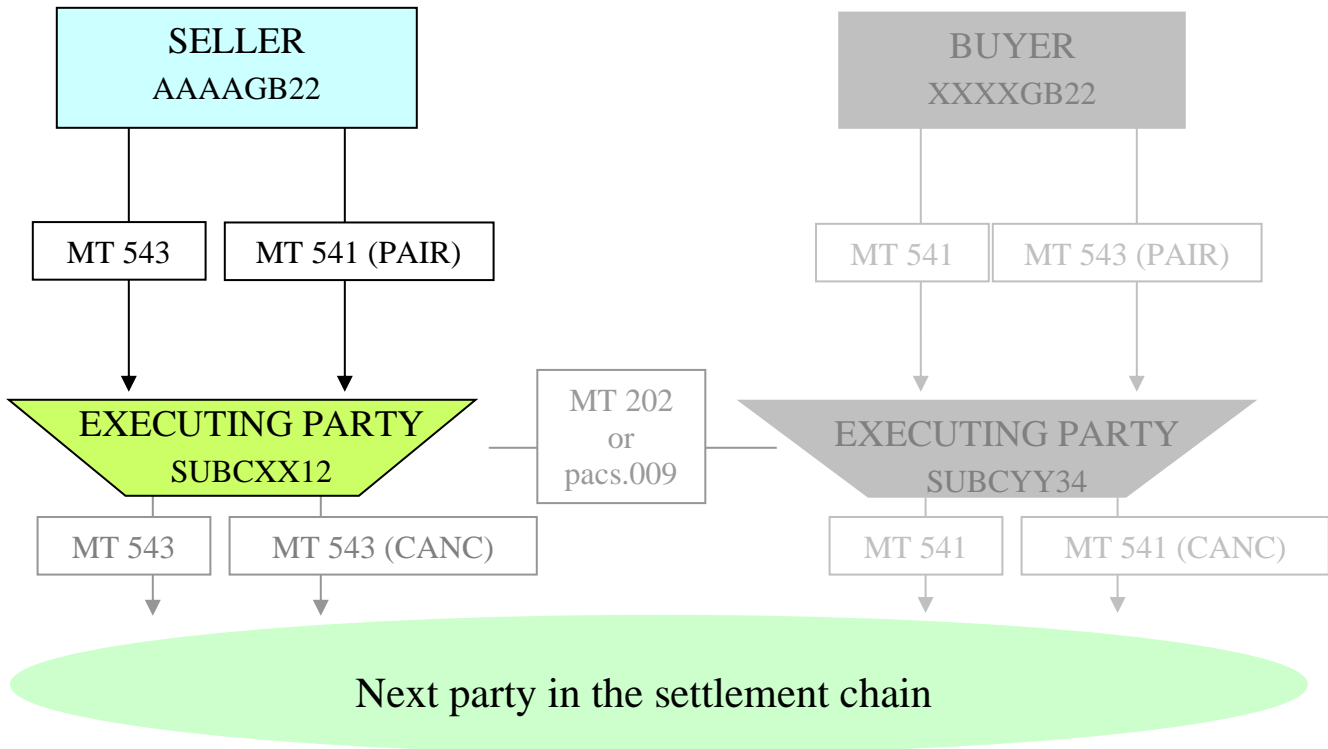 SELLER
AAAAGB22
BUYER
XXXXGB22
MT 543
MT 541 (PAIR)
MT 541
MT 543 (PAIR)
MT 202
or
pacs.009
EXECUTING PARTY
SUBCXX12
EXECUTING PARTY
SUBCYY34
MT 543
MT 543 (CANC)
MT 541
MT 541 (CANC)
Next party in the settlement chain